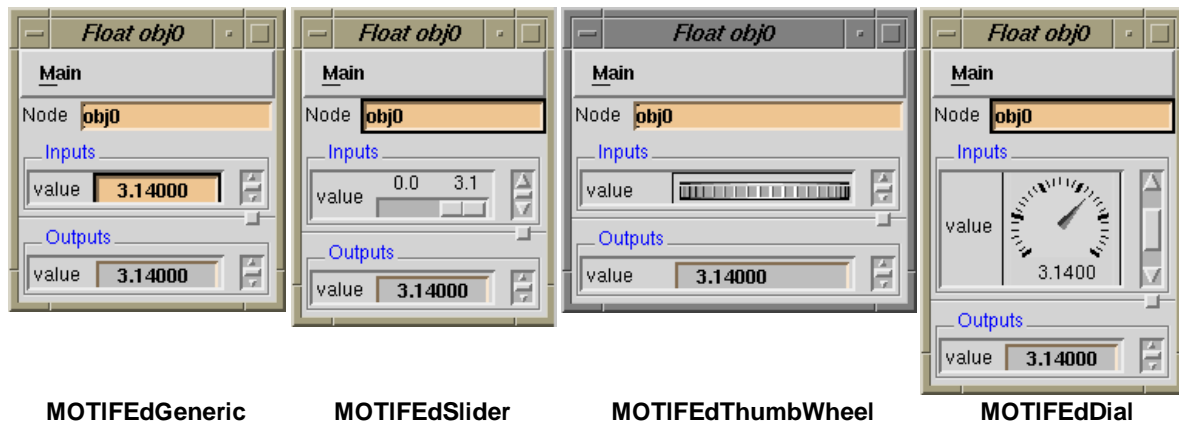 Float obj0
Main
Node obj0
Inputs
value 3.14000
Outputs
value 3.14000
MOTIFEdGeneric
Float obj0
Main
Node obj0
Inputs
0.0 3.1
value
Outputs
value 3.14000
MOTIFEdSlider
Float obj0
Main
Node obj0
Inputs
value
Outputs
value 3.14000
MOTIFEdThumbWheel
Float obj0
Main
Node obj0
Inputs
value
3.1400
Outputs
value 3.14000
MOTIFEdDial